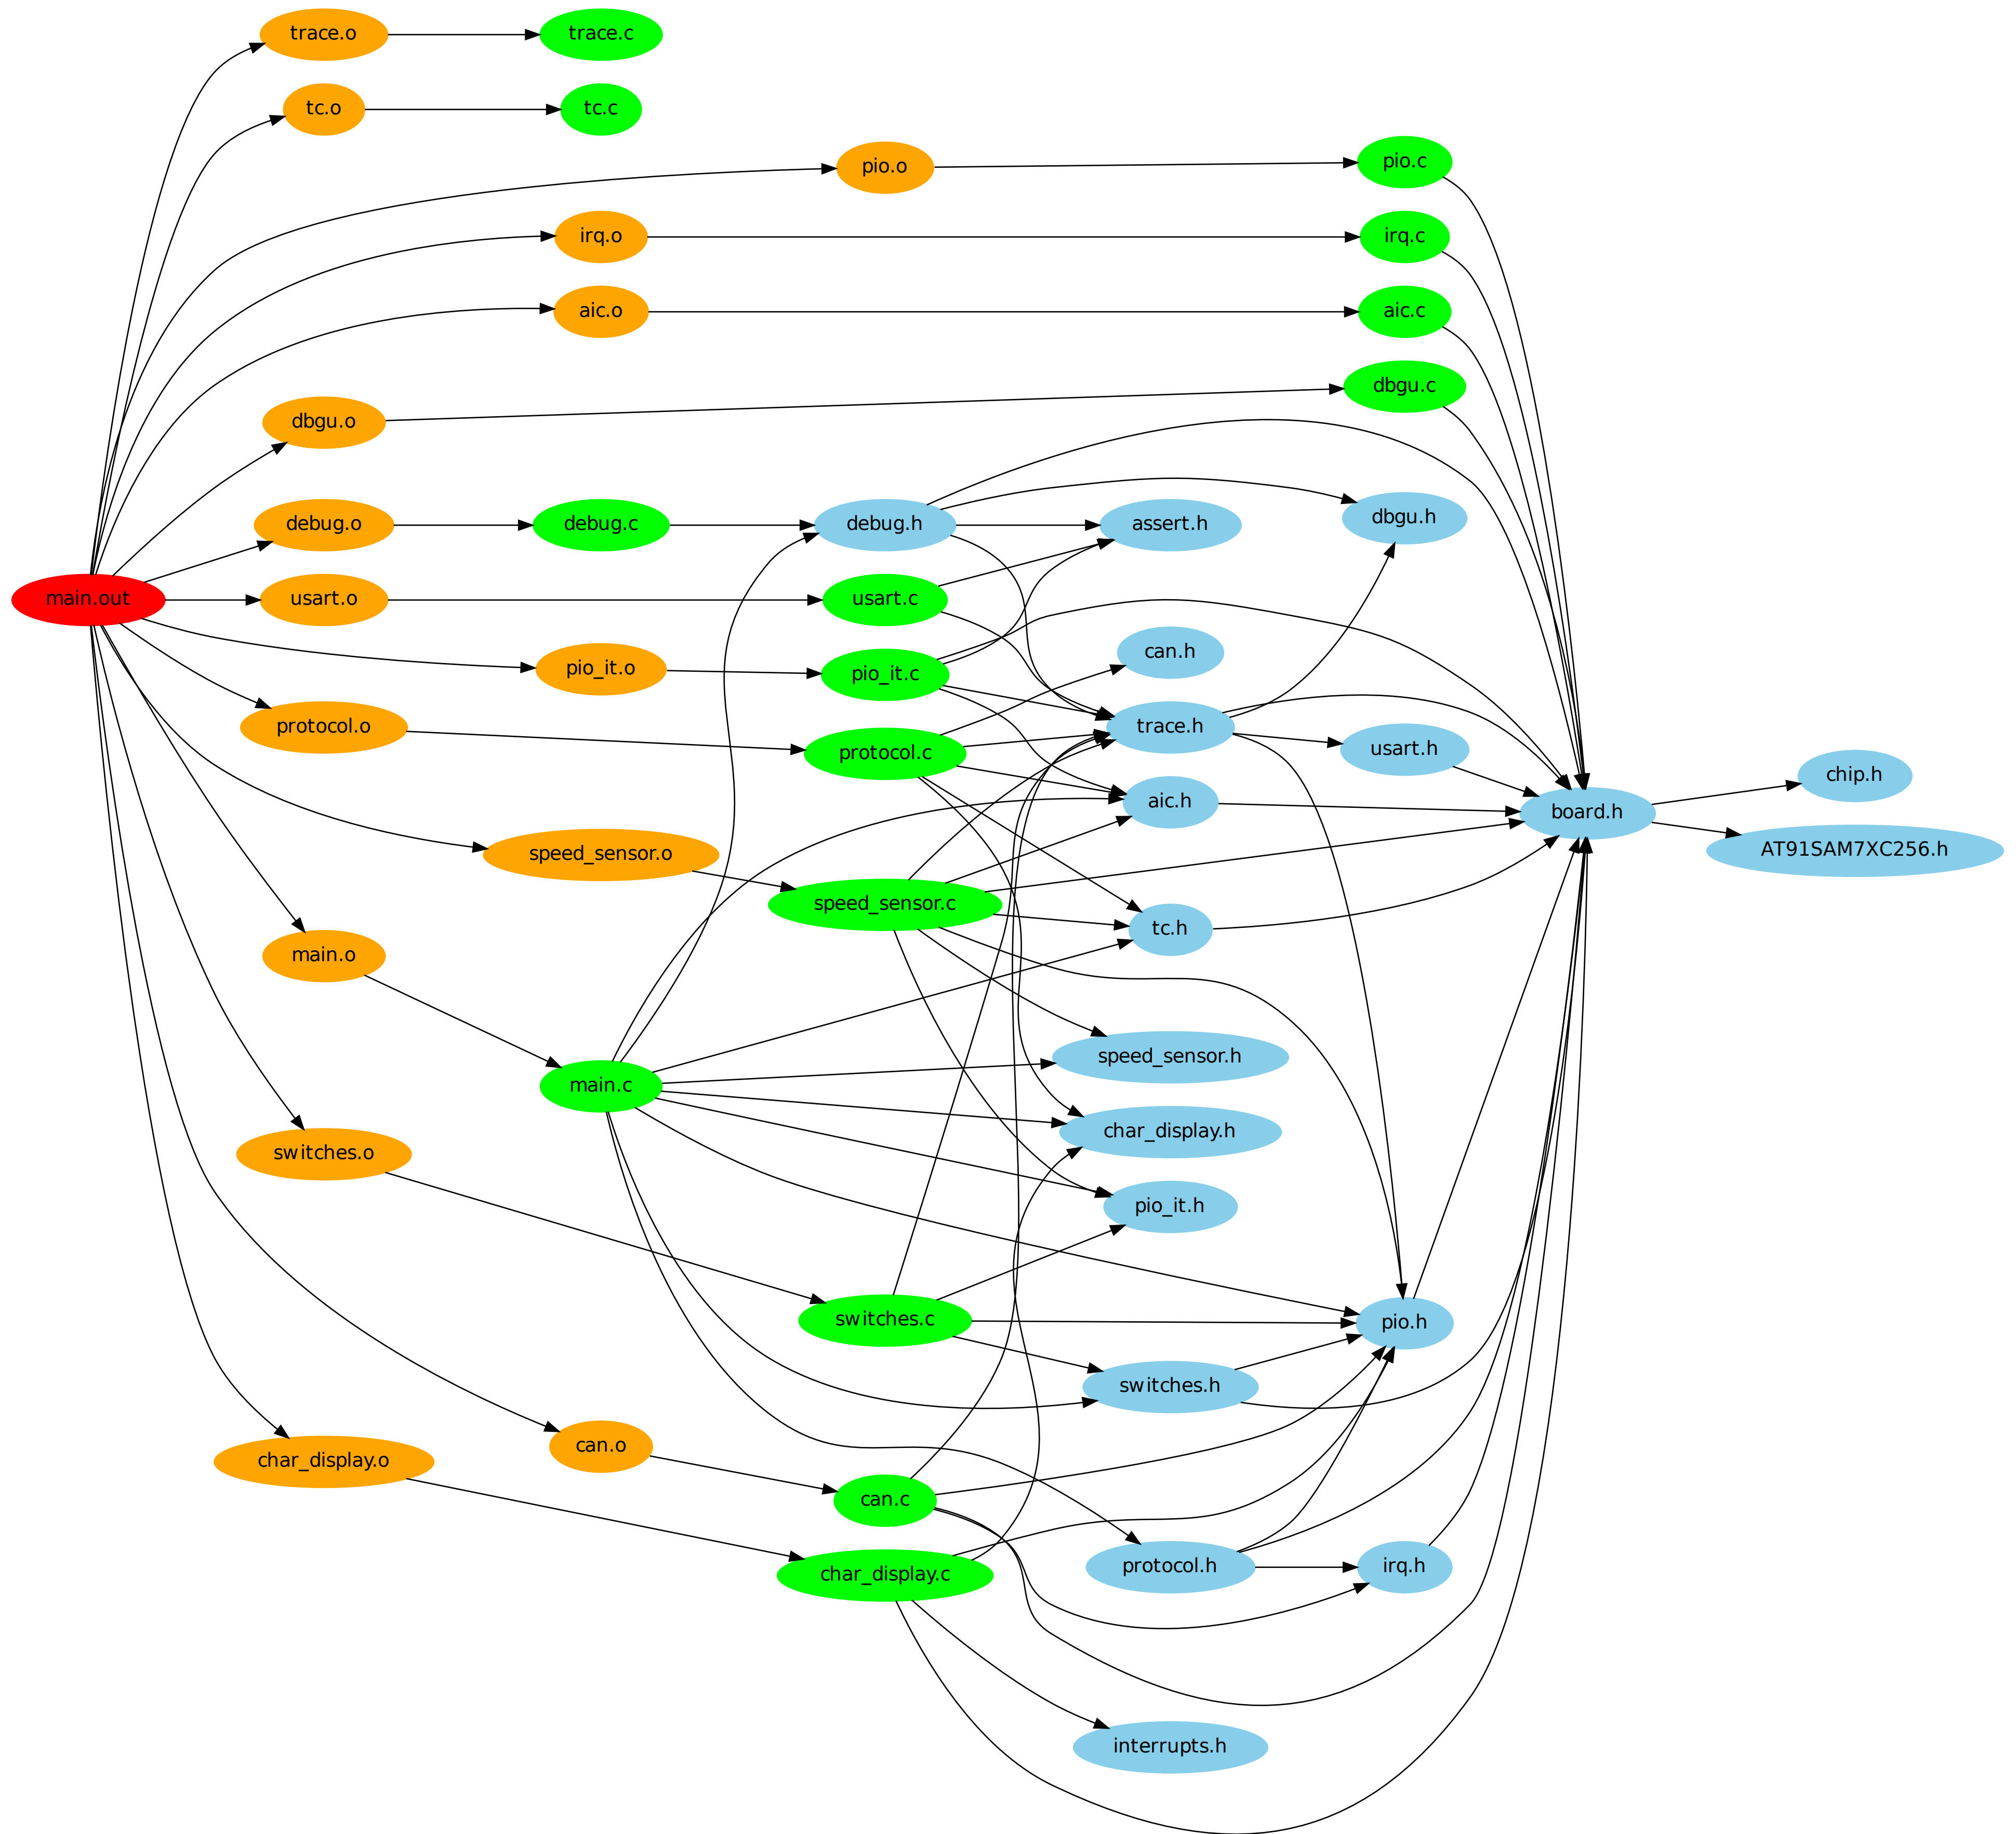 trace.o
trace.c
tc.o
tc.c
pio.o
pio.c
irq.o
irq.c
aic.o
aic.c
dbgu.c
dbgu.o
debug.o
debug.c
debug.h
assert.h
dbgu.h
main.out
usart.o
usart.c
can.h
pio_it.o
pio_it.c
protocol.o
trace.h
protocol.c
usart.h
chip.h
aic.h
board.h
AT91SAM7XC256.h
speed_sensor.o
speed_sensor.c
tc.h
main.o
speed_sensor.h
main.c
char_display.h
switches.o
pio_it.h
switches.c
pio.h
switches.h
can.o
char_display.o
can.c
protocol.h
irq.h
char_display.c
interrupts.h